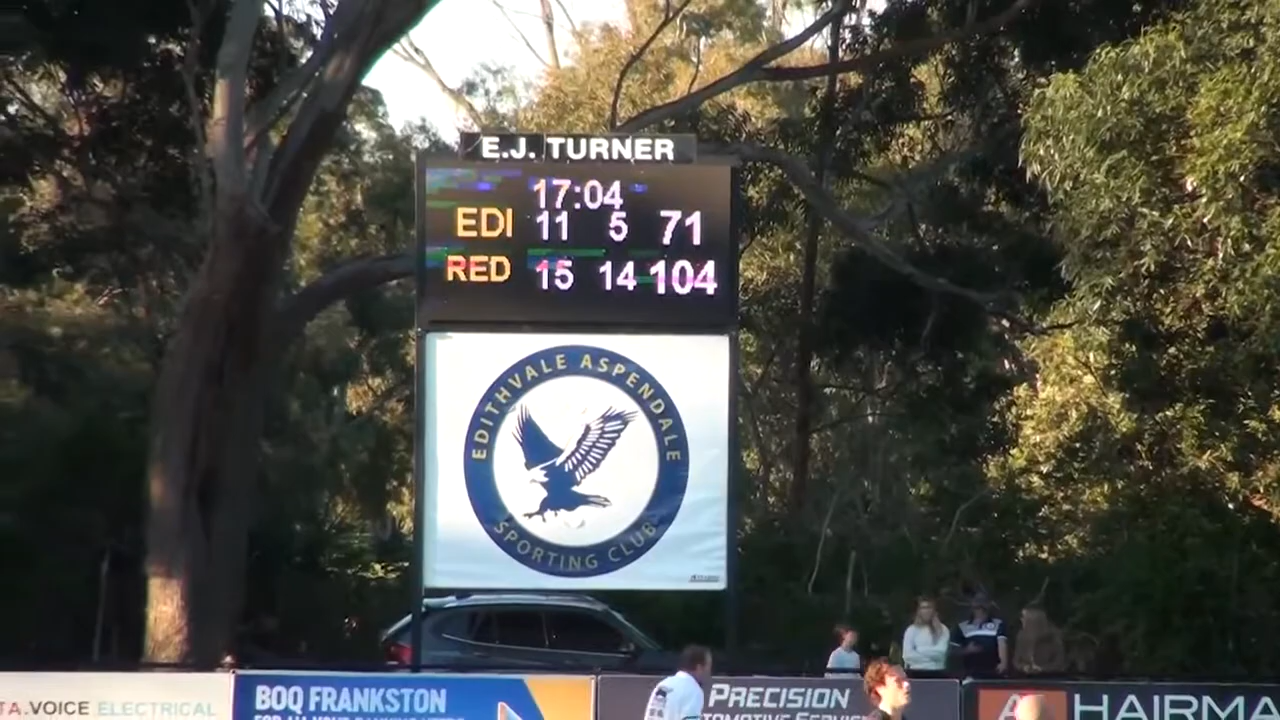 E.J. TURNER
17:04
EDI 11 5 71
RED 15 14 104
EDITHVALE ASPENDALE
SPORTING CLUB
TA.VOICE ELECTRICAL
BOQ FRANKSTON
PRECISION
HAIRMA